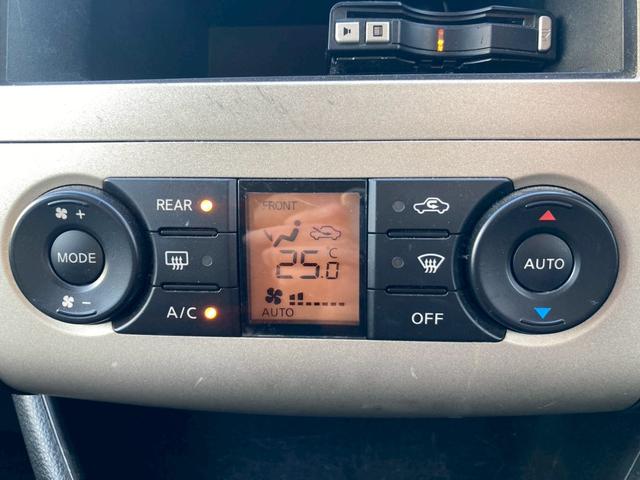 REAR
FRONT
MODE
°C
25.0
AUTO
A/C
AUTO
OFF